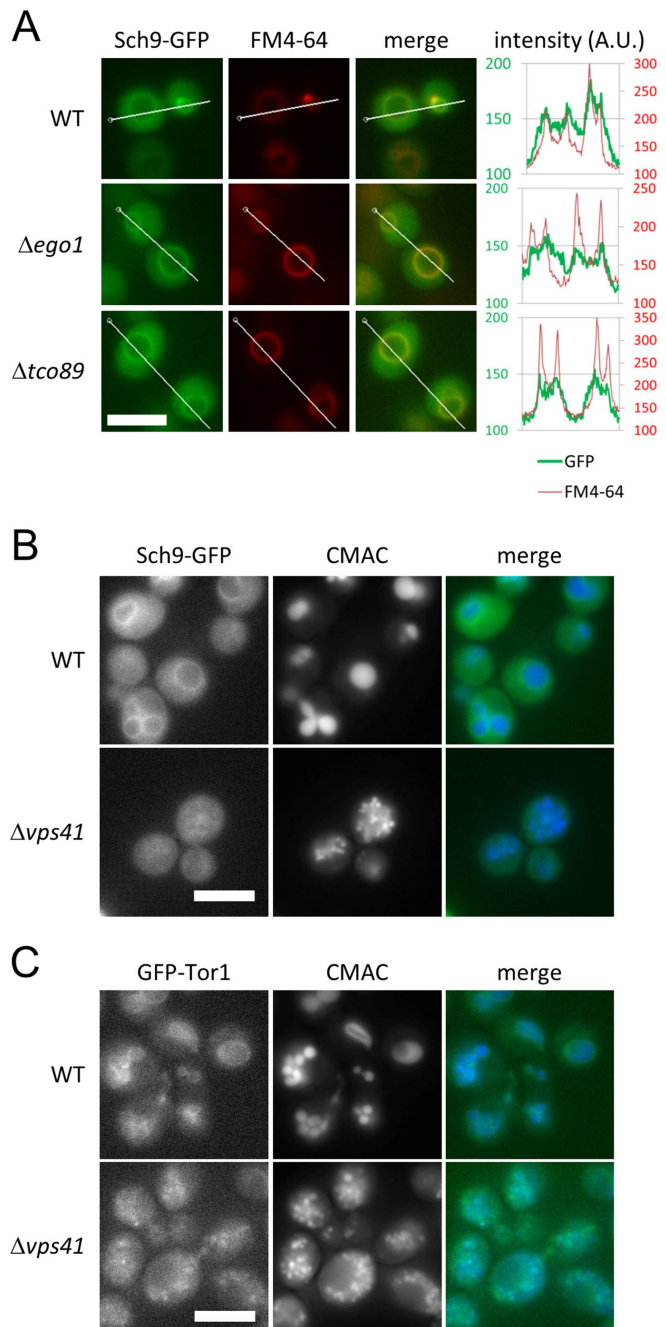 A
Sch9-GFP FM4-64 merge intensity (A.U.)
WT
200 150 100
300 250 200 150 100
Δego1
200 150 100
250 200 150 100
Δtco89
200 150 100
350 300 250 200 150 100
GFP
FM4-64
B
Sch9-GFP CMAC merge
WT
Δvps41
C
GFP-Tor1 CMAC merge
WT
Δvps41